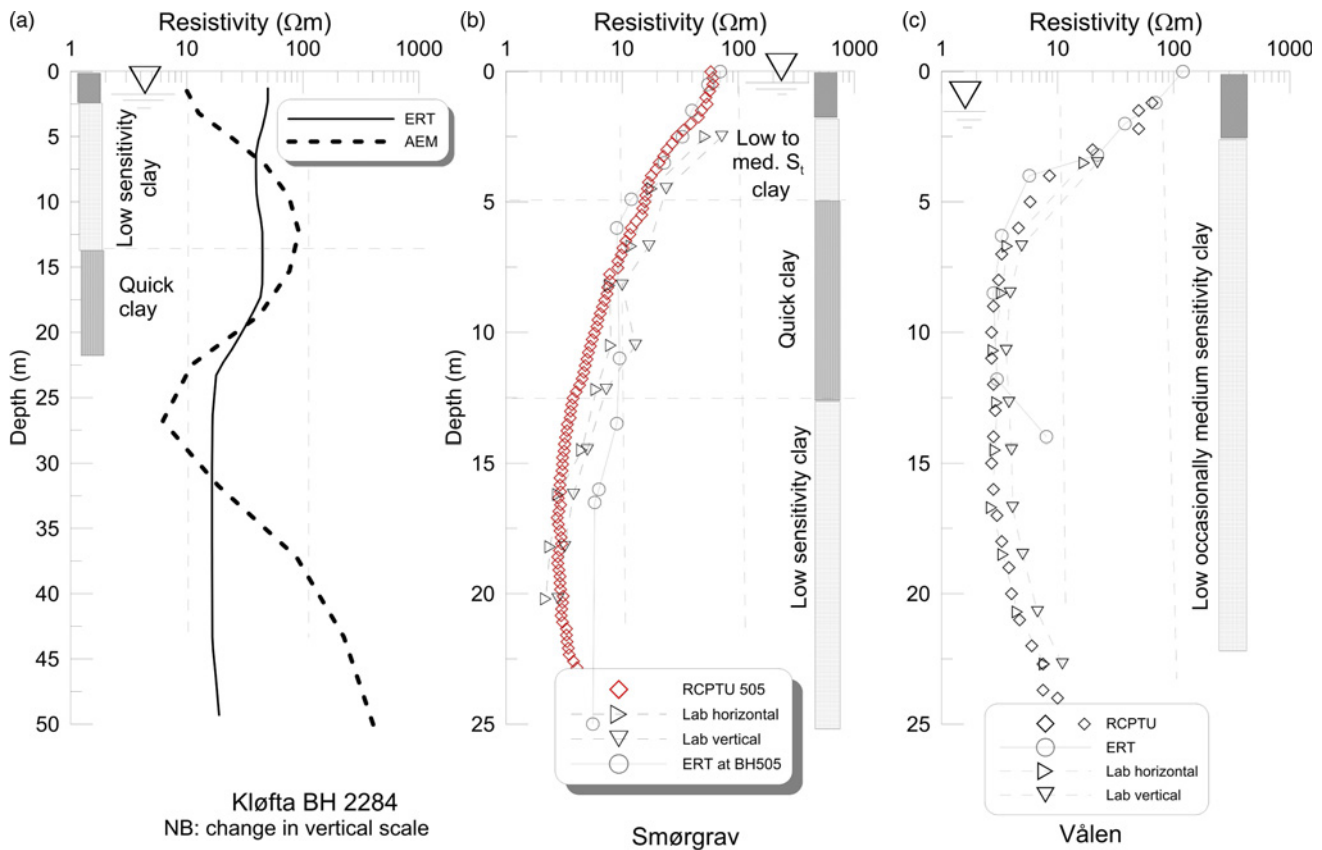 (a)
Resistivity (Ωm)
1 10 100 1000
0
5
10
15
20
25
30
35
40
45
50
Depth (m)
Low sensitivity
clay
Quick
clay
ERT
AEM
Kløfta BH 2284
NB: change in vertical scale
(b)
Resistivity (Ωm)
1 10 100 1000
0
5
10
15
20
25
Depth (m)
Low to
med. St
clay
Quick clay
Low sensitivity clay
RCPTU 505
Lab horizontal
Lab vertical
ERT at BH505
Smørgrav
(c)
Resistivity (Ωm)
1 10 100 1000
0
5
10
15
20
25
Low occasionally medium sensitivity clay
RCPTU
ERT
Lab horizontal
Lab vertical
Vålen